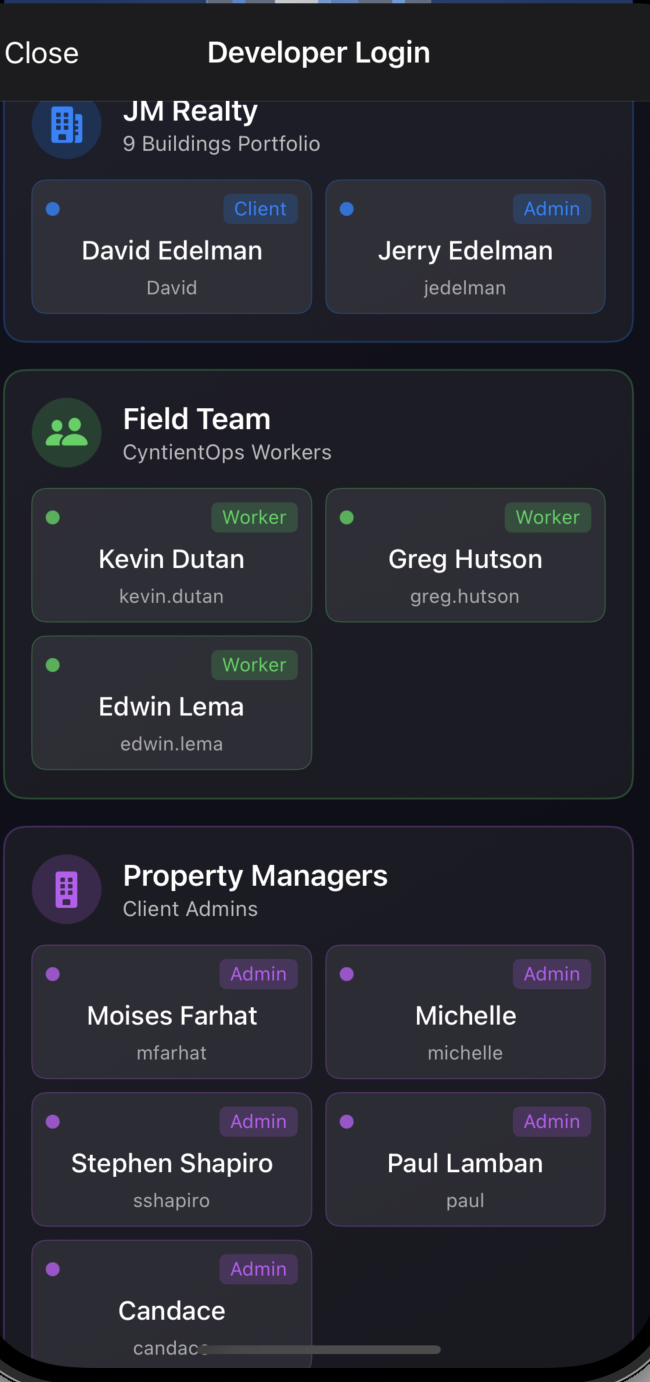 Close
Developer Login
JM Realty
9 Buildings Portfolio
Client
David Edelman
David
Admin
Jerry Edelman
jedelman
Field Team
CyntientOps Workers
Worker
Kevin Dutan
kevin.dutan
Worker
Greg Hutson
greg.hutson
Worker
Edwin Lema
edwin.lema
Property Managers
Client Admins
Admin
Moises Farhat
mfarhat
Admin
Michelle
michelle
Admin
Stephen Shapiro
sshapiro
Admin
Paul Lamban
paul
Admin
Candace